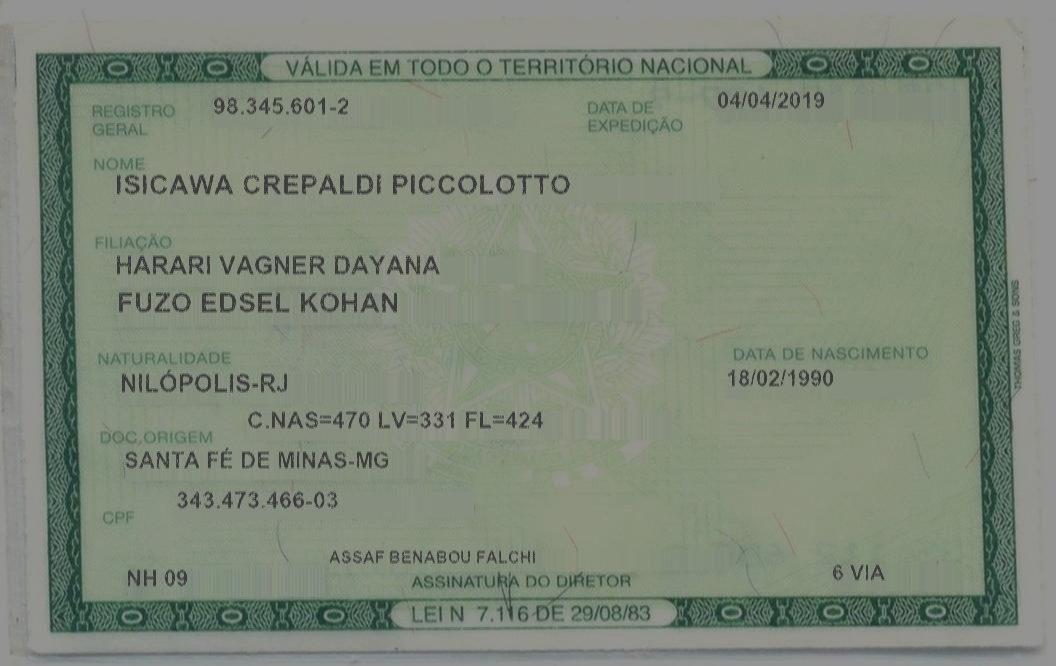 VÁLIDA EM TODO O TERRITÓRIO NACIONAL
REGISTRO GERAL 98.345.601-2 DATA DE EXPEDIÇÃO 04/04/2019
NOME
ISICAWA CREPALDI PICCOLOTTO
FILIAÇÃO
HARARI VAGNER DAYANA
FUZO EDSEL KOHAN
NATURALIDADE DATA DE NASCIMENTO
NILÓPOLIS-RJ 18/02/1990
C.NAS=470 LV=331 FL=424
DOC.ORIGEM
SANTA FÉ DE MINAS-MG
343.473.466-03
CPF
ASSAF BENABOU FALCHI
NH 09 ASSINATURA DO DIRETOR 6 VIA
LEI N 7.116 DE 29/08/83
THOMAS GREG & SONS